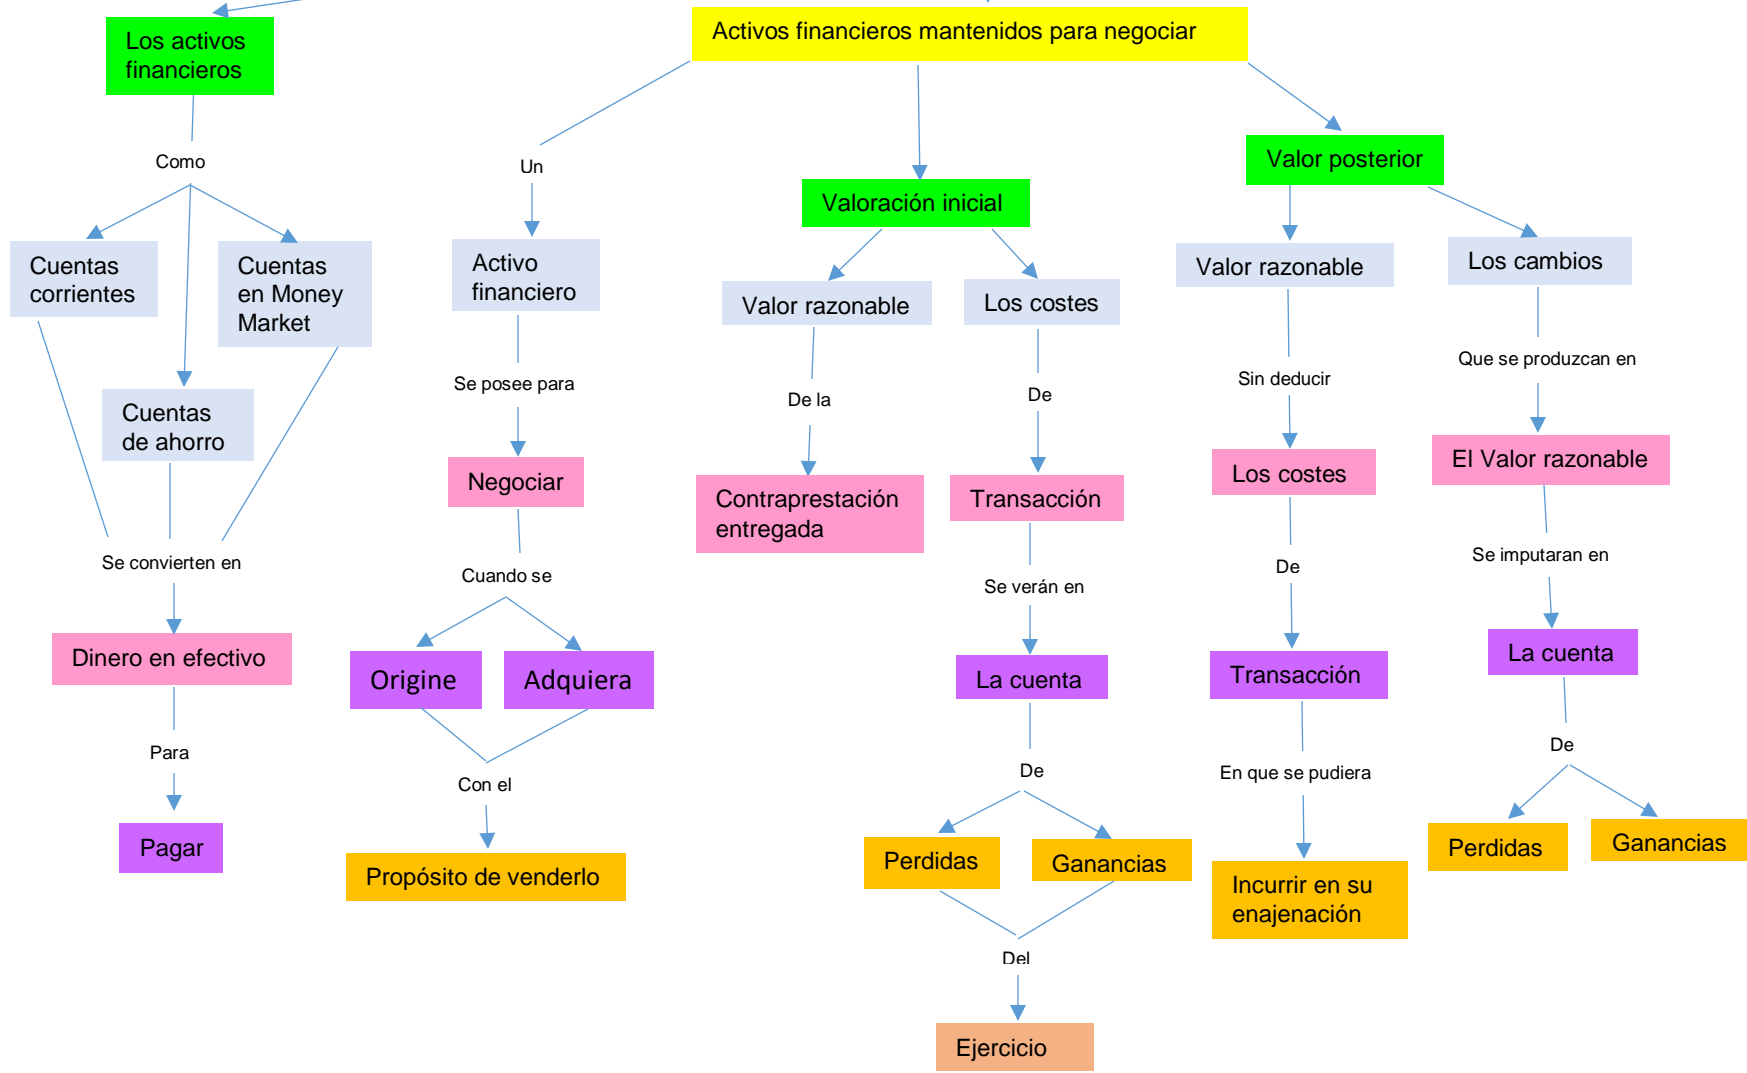 Los activos
financieros
Como
Cuentas
corrientes
Cuentas
en Money
Market
Cuentas
de ahorro
Se convierten en
Dinero en efectivo
Para
Pagar
Activos financieros mantenidos para negociar
Un
Activo
financiero
Se posee para
Negociar
Cuando se
Origine
Adquiera
Con el
Propósito de venderlo
Valoración inicial
Valor razonable
De la
Contraprestación
entregada
Los costes
De
Transacción
Se verán en
La cuenta
De
Perdidas
Ganancias
Del
Ejercicio
Valor posterior
Valor razonable
Sin deducir
Los costes
De
Transacción
En que se pudiera
Incurrir en su
enajenación
Los cambios
Que se produzcan en
El Valor razonable
Se imputaran en
La cuenta
De
Perdidas
Ganancias